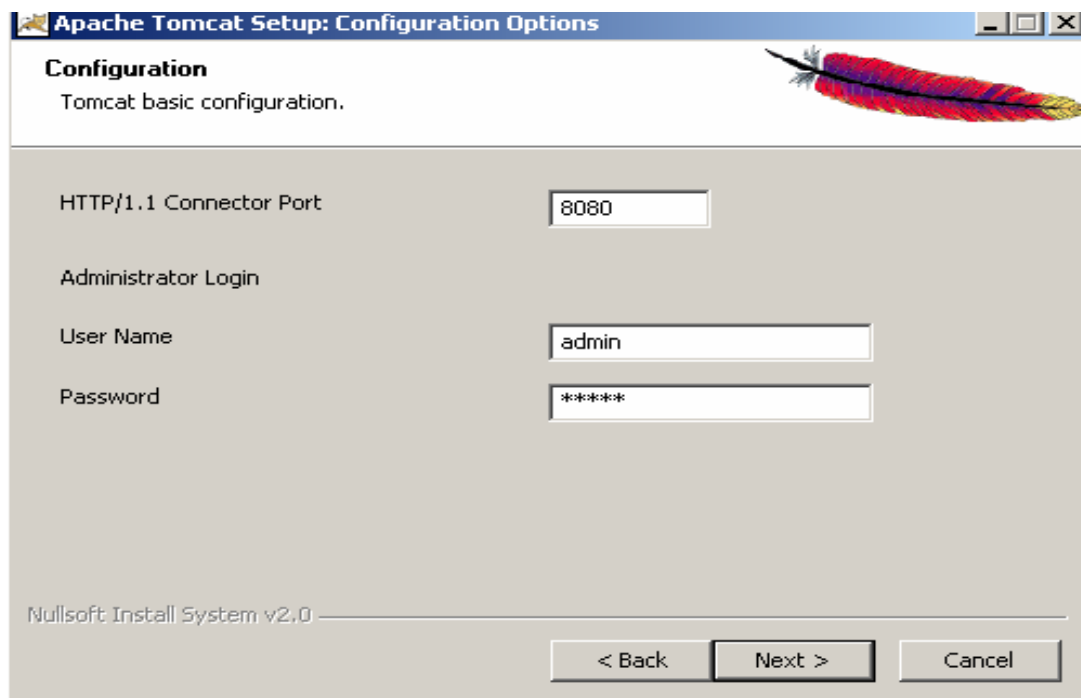 Apache Tomcat Setup: Configuration Options
Configuration
Tomcat basic configuration.
HTTP/1.1 Connector Port
8080
Administrator Login
User Name
admin
Password
*****
Nullsoft Install System v2.0
< Back
Next >
Cancel